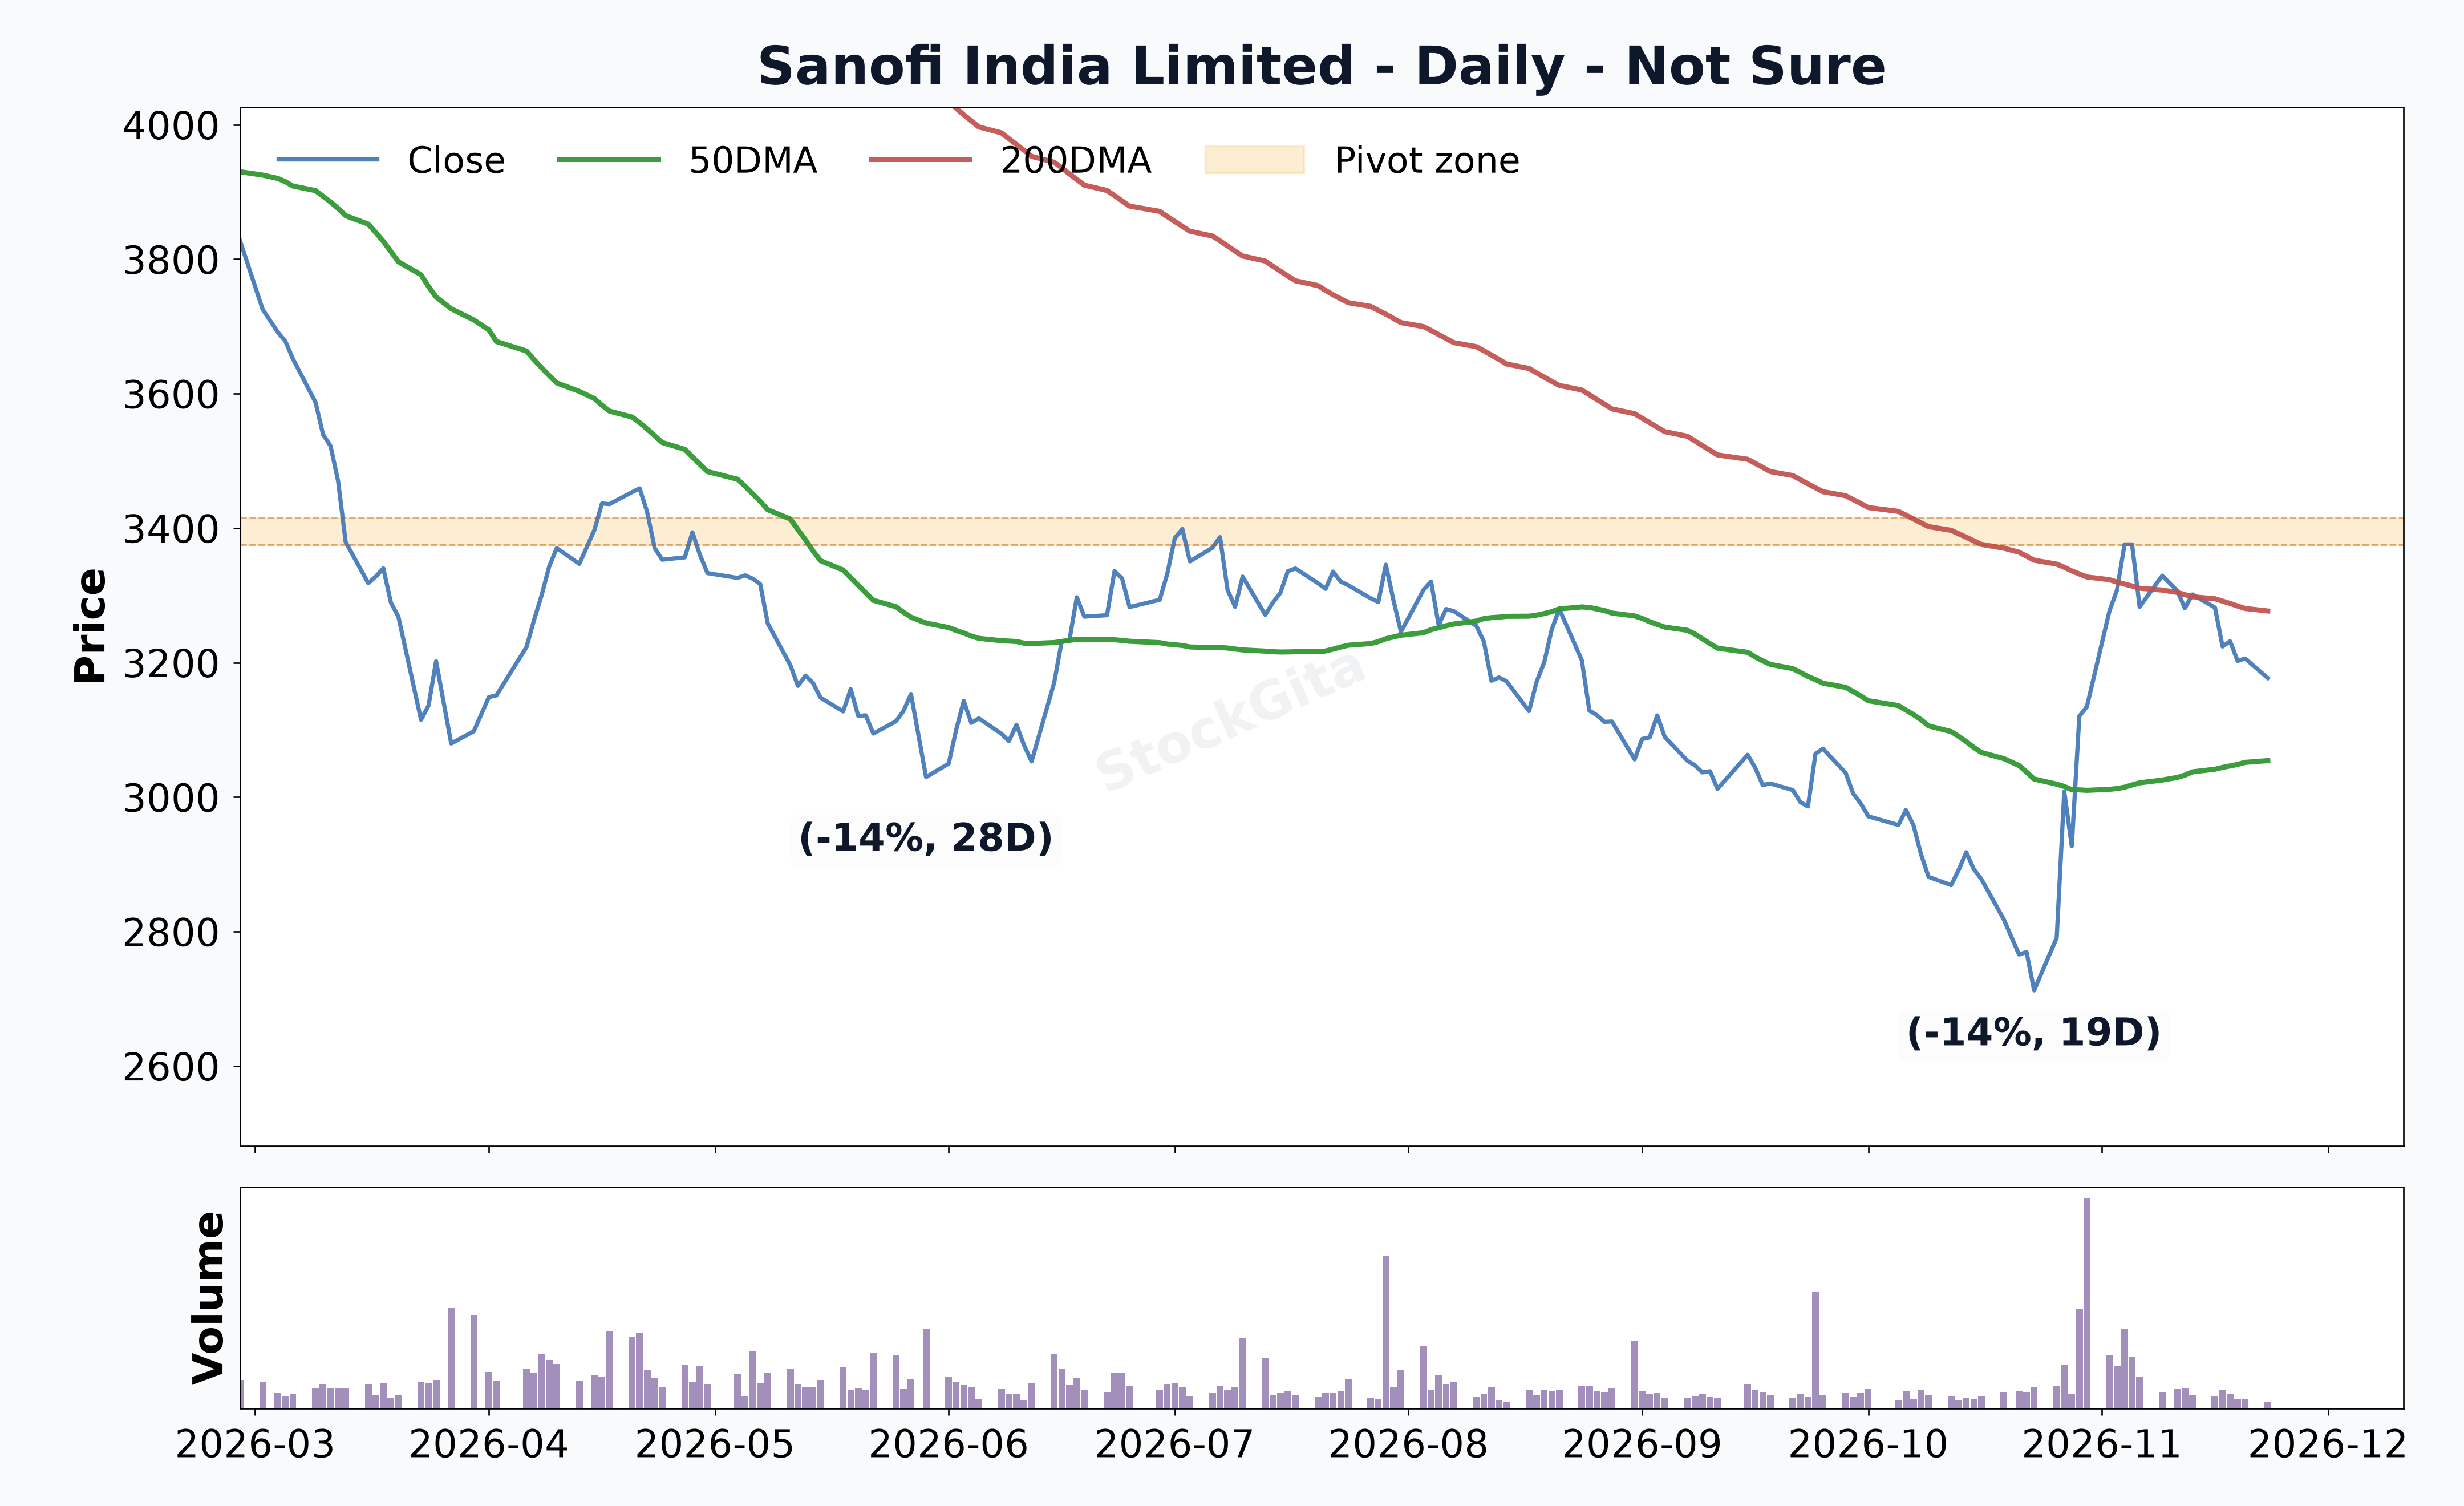 Sanofi India Limited - Daily - Not Sure
Close 50DMA 200DMA Pivot zone
Price
4000
3800
3600
3400
3200
3000
2800
2600
StockGita
(-14%, 28D)
(-14%, 19D)
Volume
2026-03 2026-04 2026-05 2026-06 2026-07 2026-08 2026-09 2026-10 2026-11 2026-12